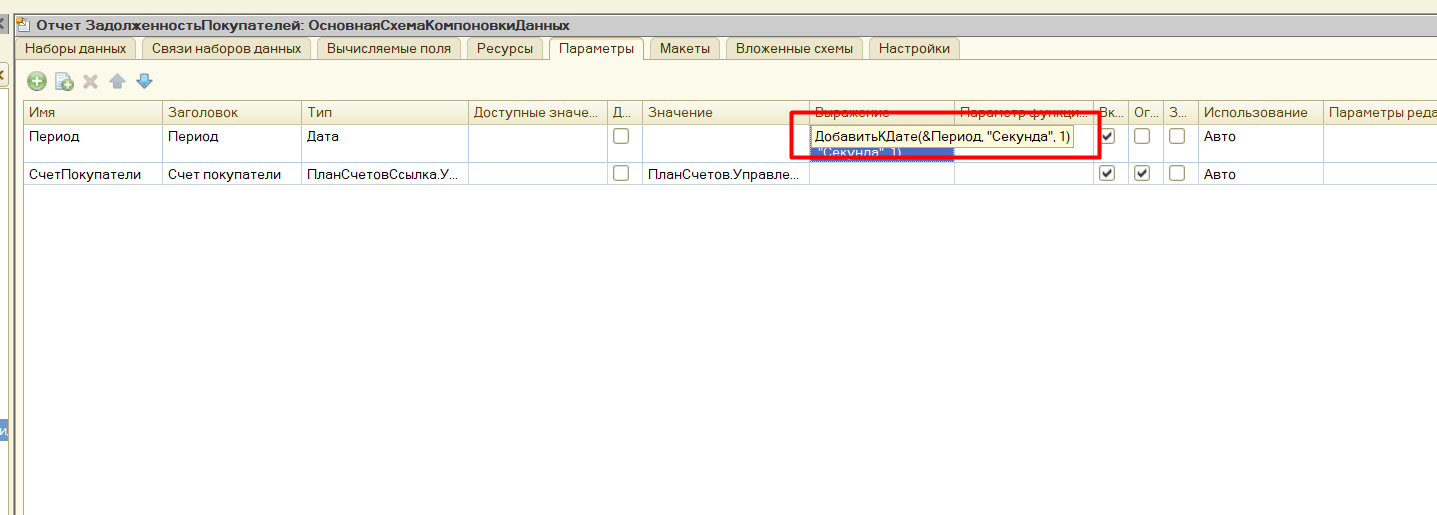 Отчет ЗадолженностьПокупателей: ОсновнаяСхемаКомпоновкиДанных
Наборы данных Связи наборов данных Вычисляемые поля Ресурсы Параметры Макеты Вложенные схемы Настройки
Имя Заголовок Тип Доступные значе... Д... Значение Выражение Параметр функци... Вк... Ог... З... Использование Параметры реда
Период Период Дата ДобавитьКДате(&Период, "Секунда", 1) Авто
"Секунда", 1)
СчетПокупатели Счет покупатели ПланСчетовСсылка.У... ПланСчетов.Управле... Авто